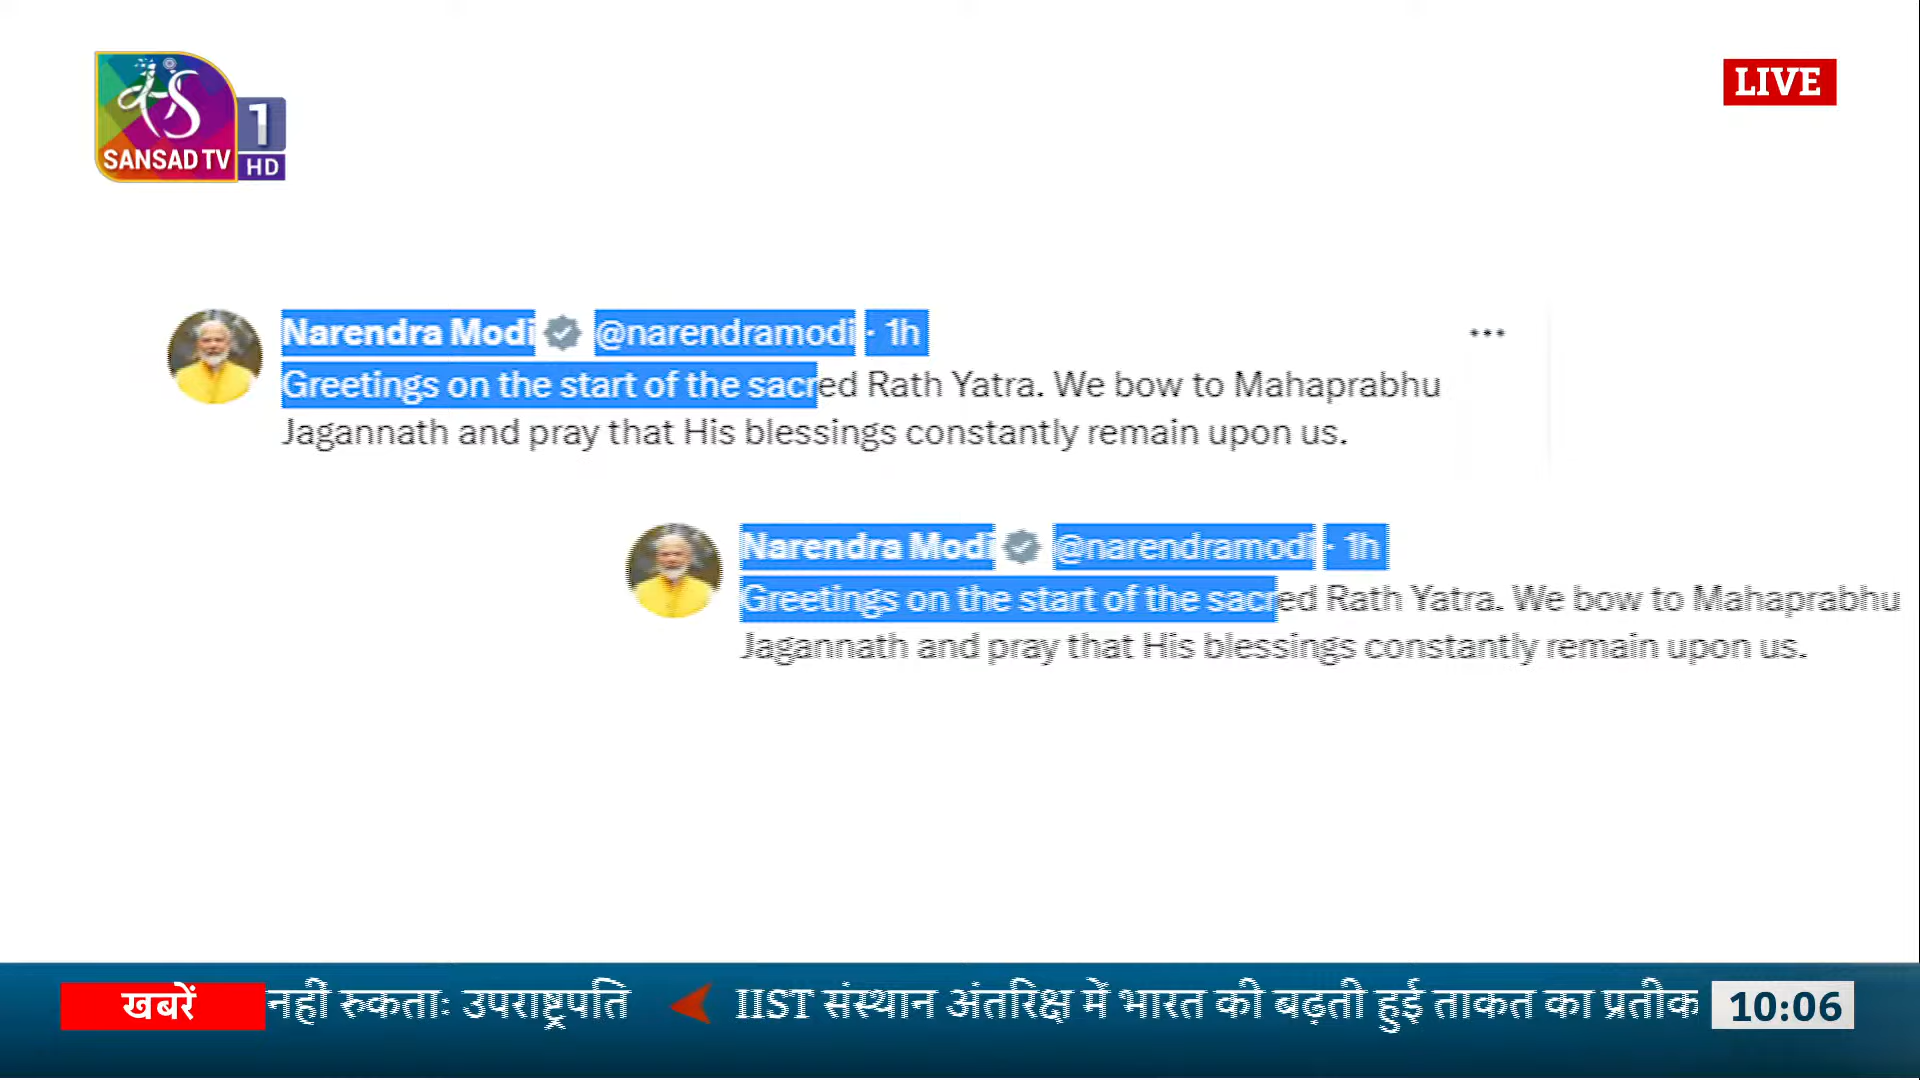 SANSAD TV
1
HD
LIVE
Narendra Modi @narendramodi · 1h
Greetings on the start of the sacred Rath Yatra. We bow to Mahaprabhu
Jagannath and pray that His blessings constantly remain upon us.
Narendra Modi @narendramodi · 1h
Greetings on the start of the sacred Rath Yatra. We bow to Mahaprabhu
Jagannath and pray that His blessings constantly remain upon us.
खबरें नहीं रुकताः उपराष्ट्रपति IIST संस्थान अंतरिक्ष में भारत की बढ़ती हुई ताकत का प्रतीक 10:06